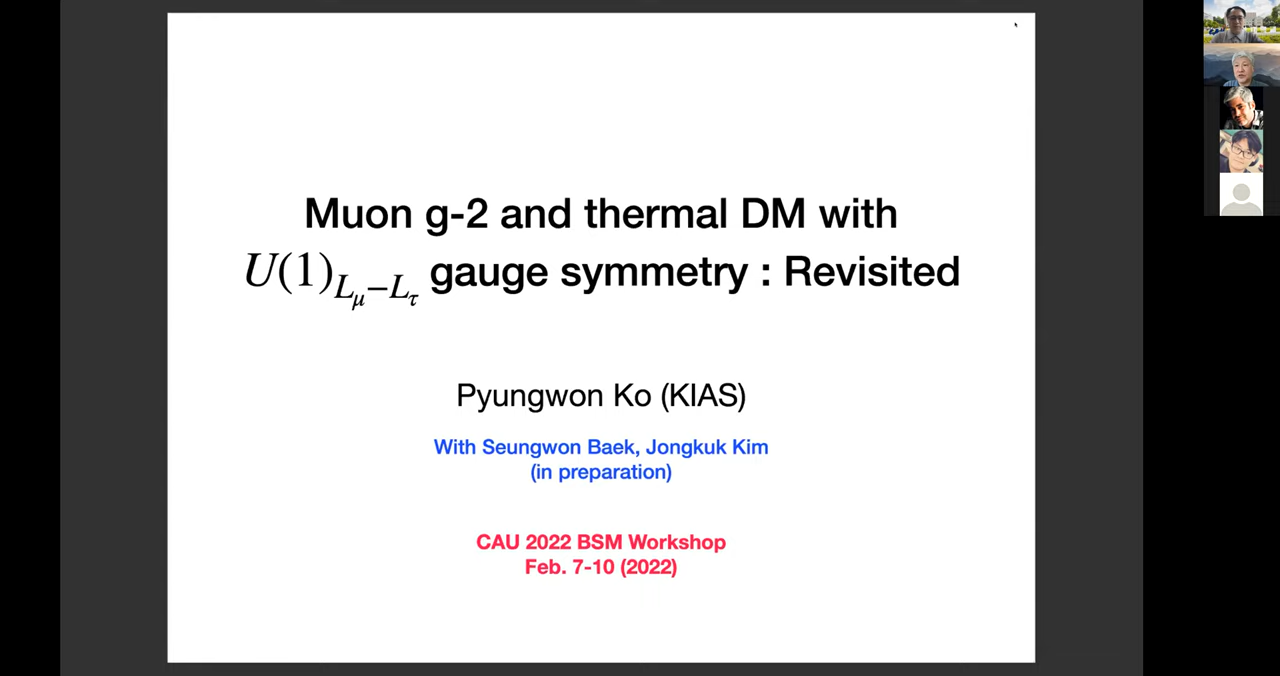 Muon g-2 and thermal DM with
U(1)_{L_μ−L_τ} gauge symmetry : Revisited
Pyungwon Ko (KIAS)
With Seungwon Baek, Jongkuk Kim
(in preparation)
CAU 2022 BSM Workshop
Feb. 7-10 (2022)